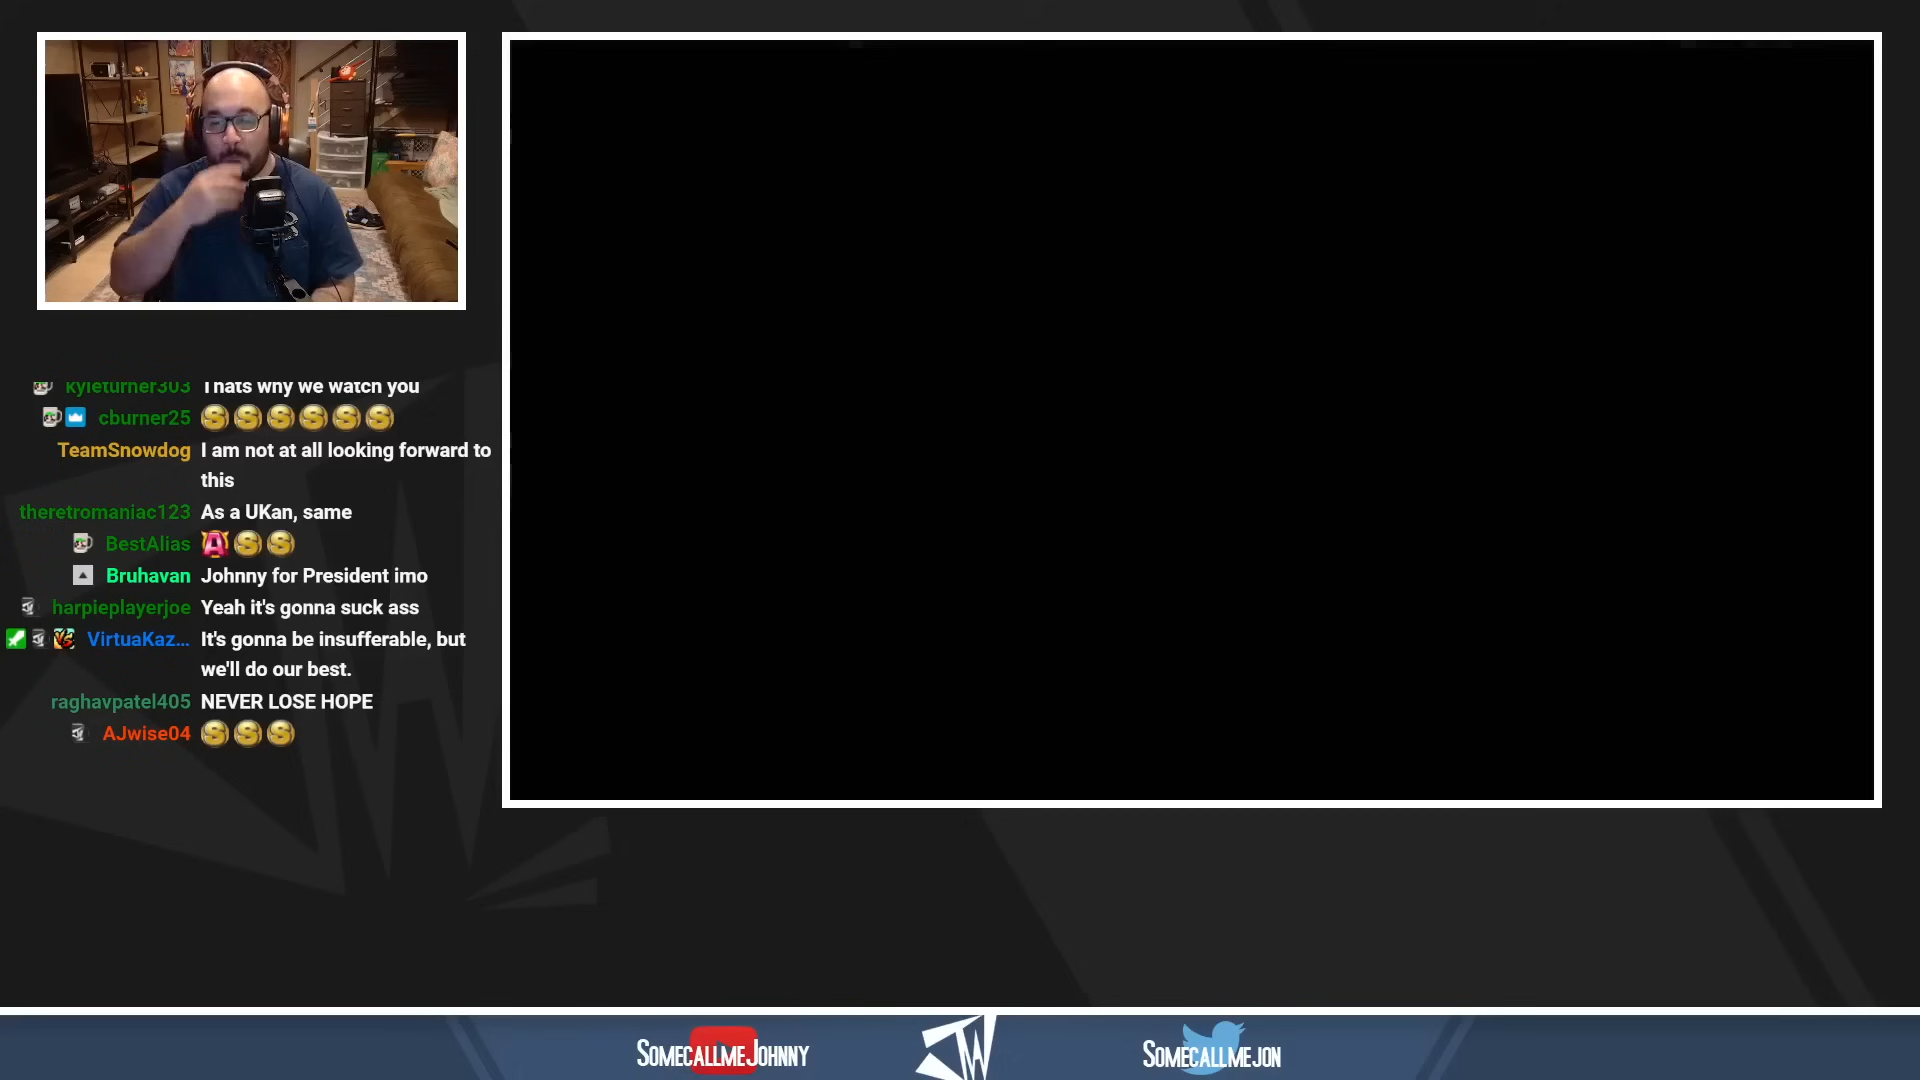 kyleturner303 Thats why we watch you
cburner25
TeamSnowdog I am not at all looking forward to
this
theretromaniac123 As a UKan, same
BestAlias
Bruhavan Johnny for President imo
harpieplayerjoe Yeah it's gonna suck ass
VirtuaKaz... It's gonna be insufferable, but
we'll do our best.
raghavpatel405 NEVER LOSE HOPE
AJwise04
SOMECALLMEJOHNNY
SOMECALLMEJON